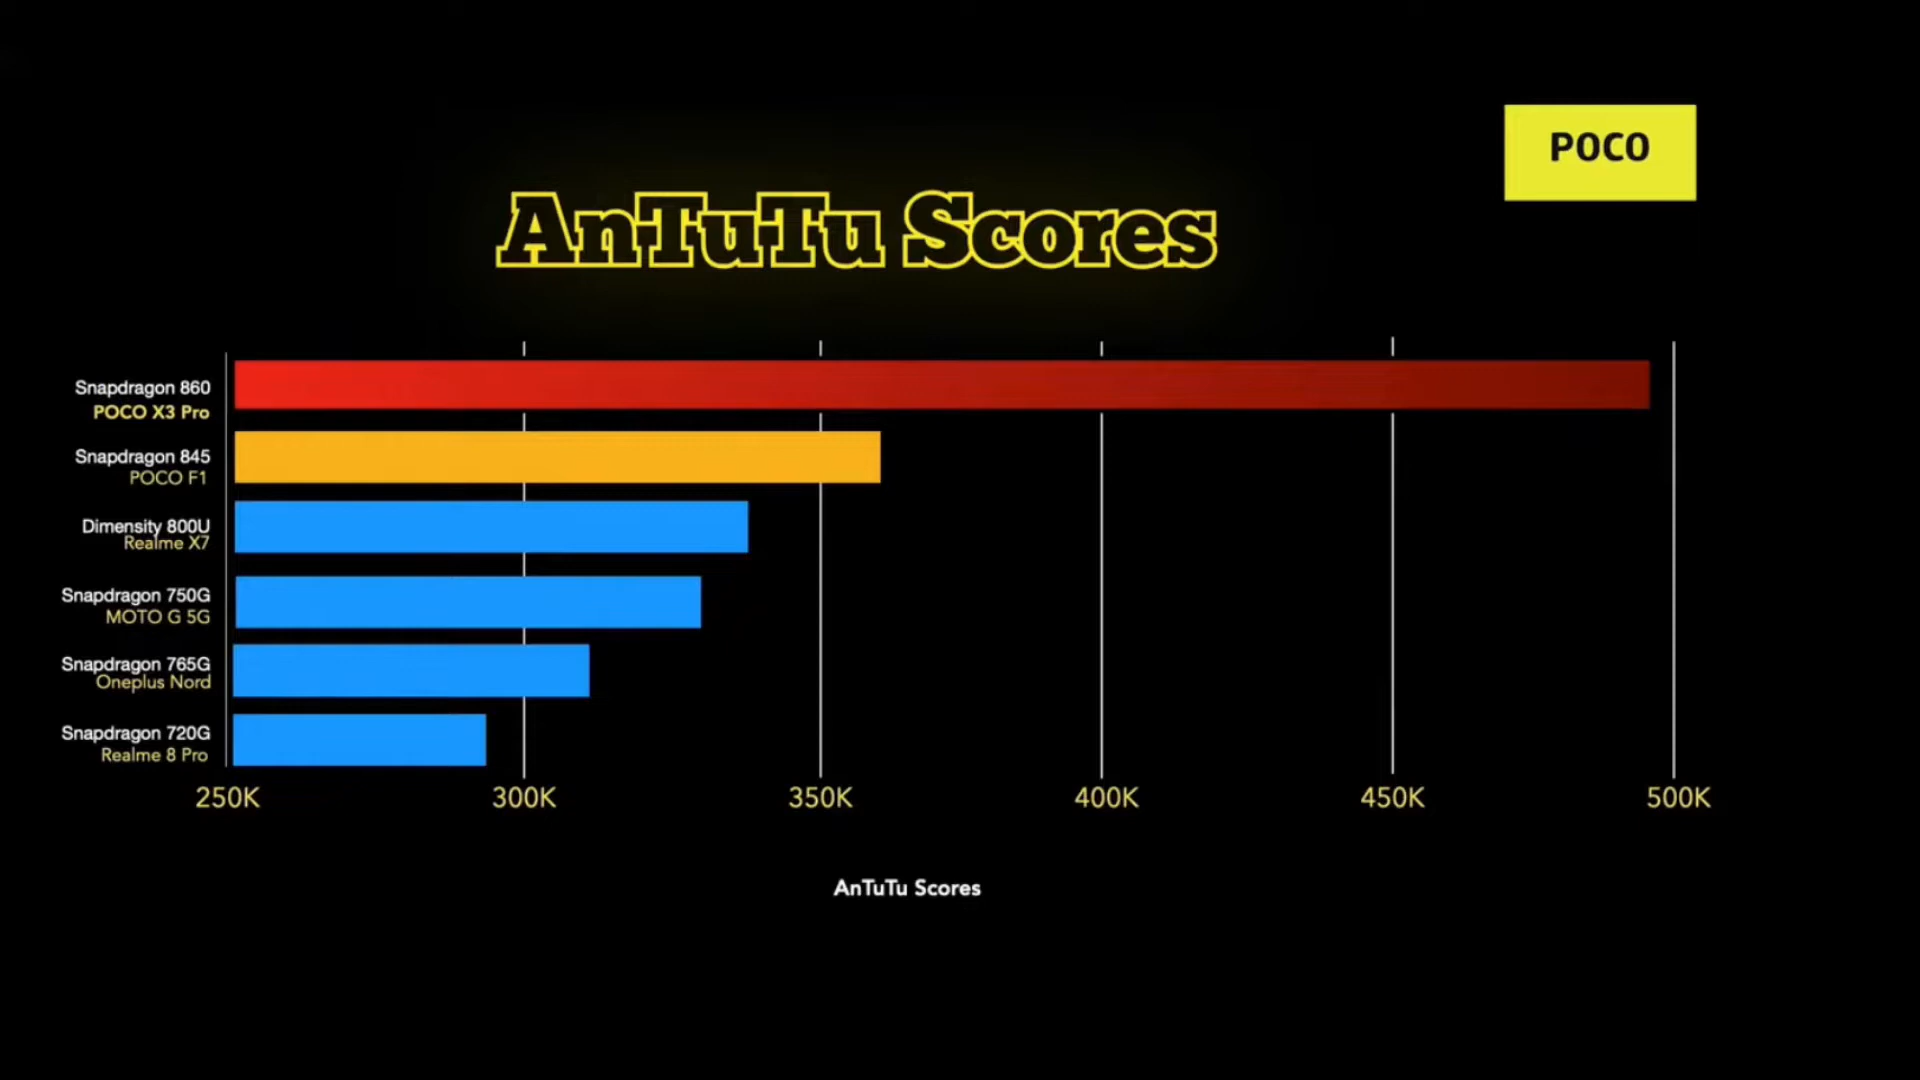 POCO
AnTuTu Scores
Snapdragon 860
POCO X3 Pro
Snapdragon 845
POCO F1
Dimensity 800U
Realme X7
Snapdragon 750G
MOTO G 5G
Snapdragon 765G
Oneplus Nord
Snapdragon 720G
Realme 8 Pro
250K 300K 350K 400K 450K 500K
AnTuTu Scores